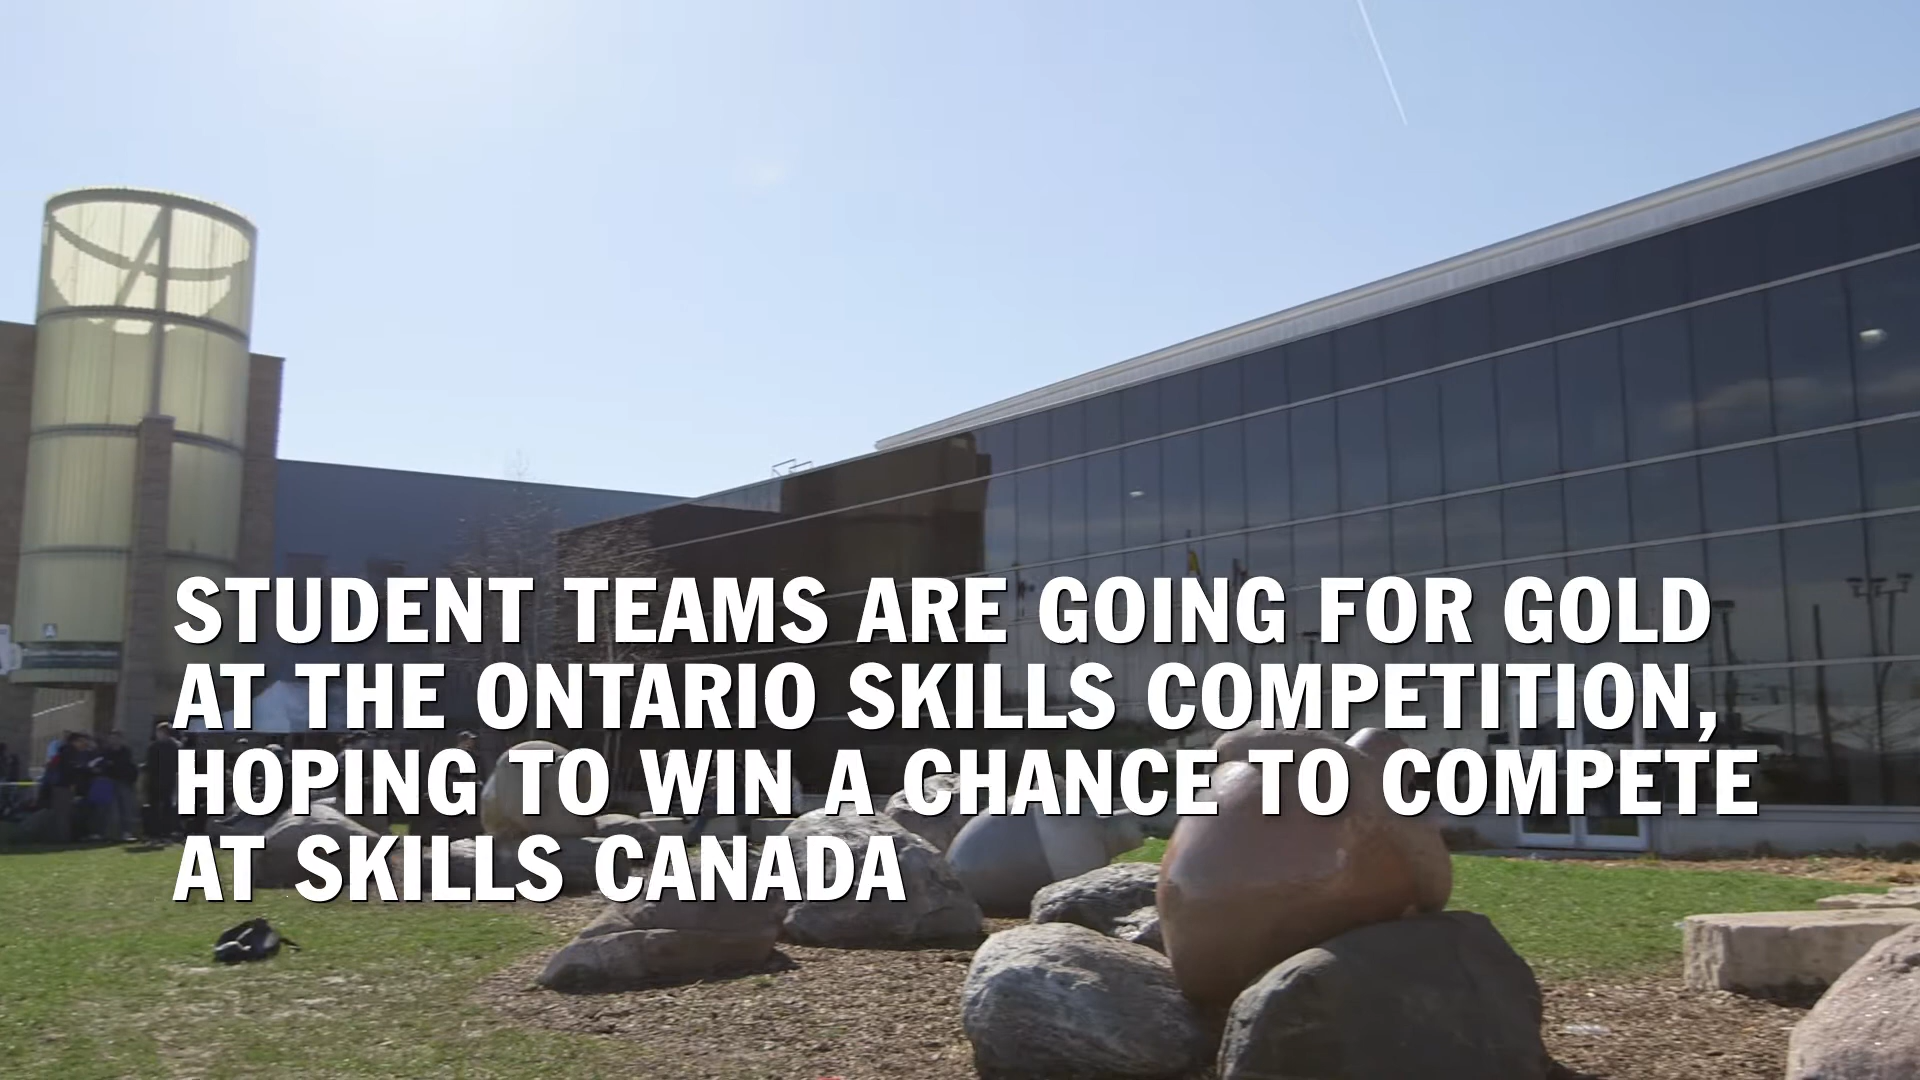 STUDENT TEAMS ARE GOING FOR GOLD
AT THE ONTARIO SKILLS COMPETITION,
HOPING TO WIN A CHANCE TO COMPETE
AT SKILLS CANADA